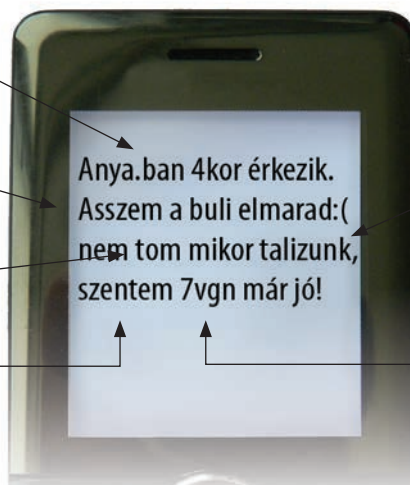 Anya.ban 4kor érkezik.
Asszem a buli elmarad:(
nem tom mikor talizunk,
szentem 7vgn már jó!